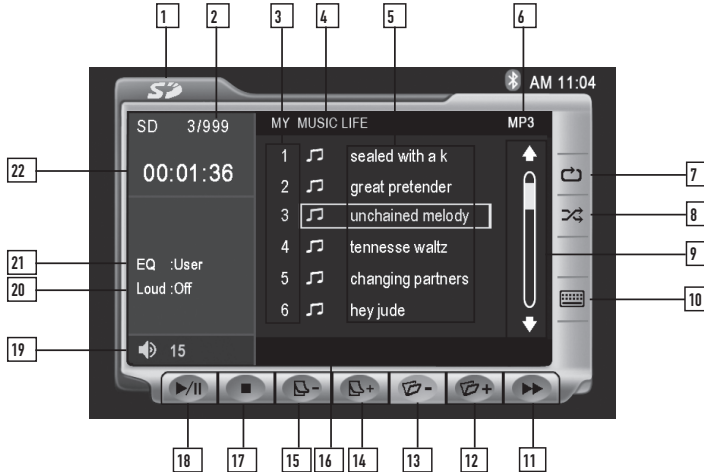 1 2 3 4 5 6
SD AM 11:04
SD 3/999 MY MUSIC LIFE MP3
00:01:36
1 sealed with a k
2 great pretender
3 unchained melody
4 tennesse waltz
5 changing partners
6 hey jude
EQ :User
Loud :Off
15
22
21
20
19
7
8
9
10
18 17 15 16 14 13 12 11